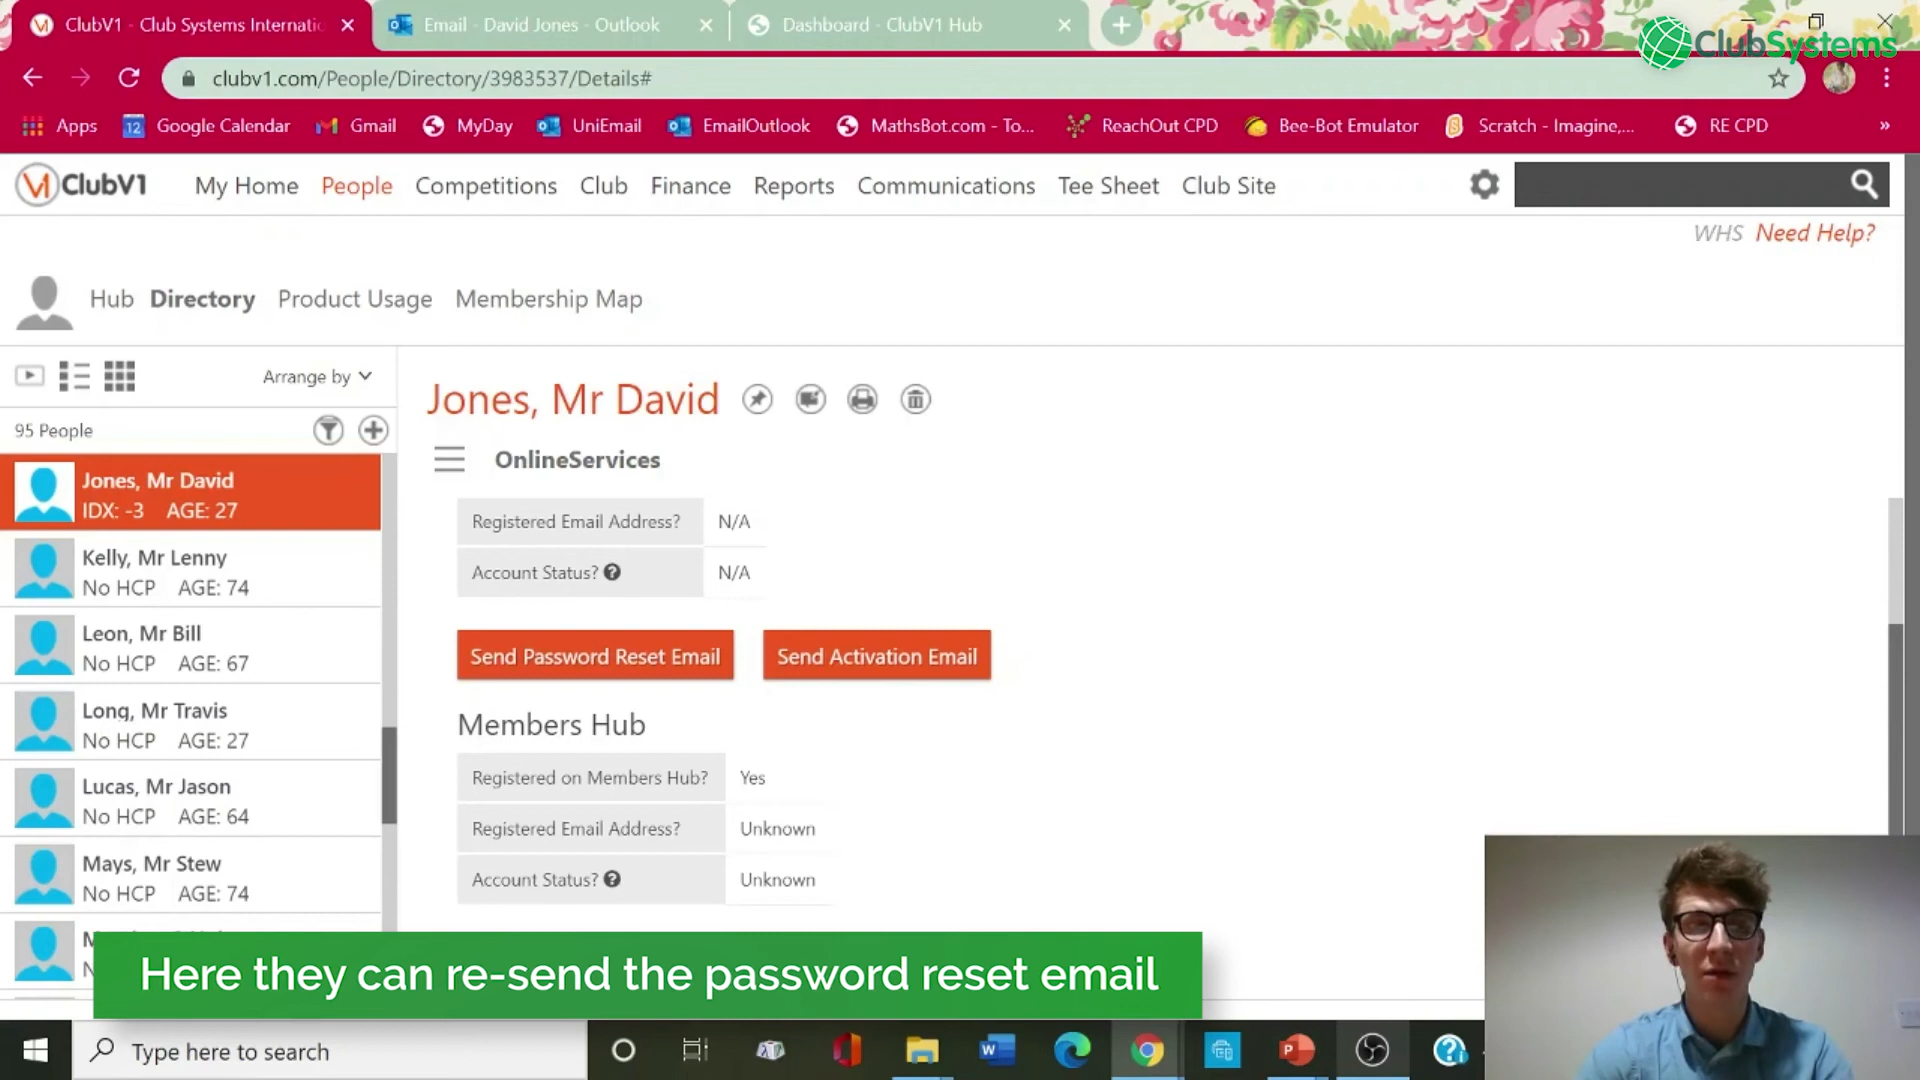 ClubV1 - Club Systems Internatio
Email - David Jones - Outlook
Dashboard - ClubV1 Hub
ClubSystems
clubv1.com/People/Directory/3983537/Details#
Apps
12
Google Calendar
Gmail
MyDay
UniEmail
EmailOutlook
MathsBot.com - To...
ReachOut CPD
Bee-Bot Emulator
Scratch - Imagine,...
RE CPD
»
ClubV1
My Home
People
Competitions
Club
Finance
Reports
Communications
Tee Sheet
Club Site
WHS Need Help?
Hub
Directory
Product Usage
Membership Map
Arrange by
95 People
Jones, Mr David
IDX: -3 AGE: 27
Kelly, Mr Lenny
No HCP AGE: 74
Leon, Mr Bill
No HCP AGE: 67
Long, Mr Travis
No HCP AGE: 27
Lucas, Mr Jason
No HCP AGE: 64
Mays, Mr Stew
No HCP AGE: 74
Jones, Mr David
OnlineServices
Registered Email Address? N/A
Account Status? N/A
Send Password Reset Email
Send Activation Email
Members Hub
Registered on Members Hub? Yes
Registered Email Address? Unknown
Account Status? Unknown
Here they can re-send the password reset email
Type here to search